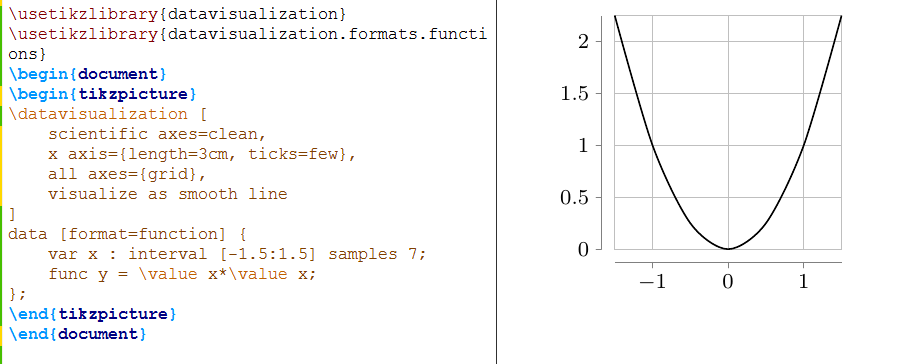 \usetikzlibrary{datavisualization}
\usetikzlibrary{datavisualization.formats.functi
ons}
\begin{document}
\begin{tikzpicture}
\datavisualization [
    scientific axes=clean,
    x axis={length=3cm, ticks=few},
    all axes={grid},
    visualize as smooth line
]
data [format=function] {
    var x : interval [-1.5:1.5] samples 7;
    func y = \value x*\value x;
};
\end{tikzpicture}
\end{document}
2
1.5
1
0.5
0
−1 0 1